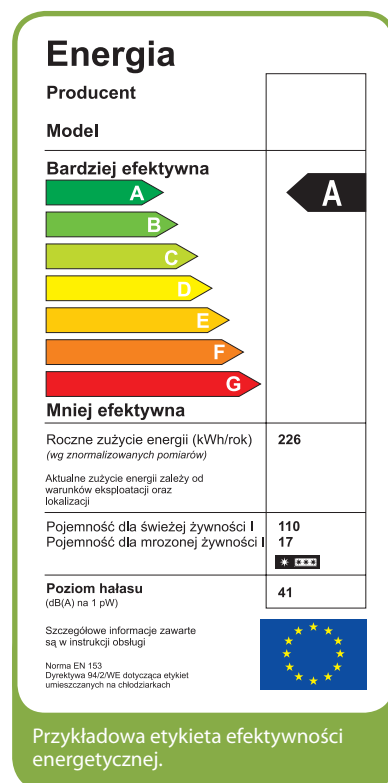 Energia
Producent
Model
Bardziej efektywna
A
A
B
C
D
E
F
G
Mniej efektywna
Roczne zużycie energii (kWh/rok) 226
(wg znormalizowanych pomiarów)
Aktualne zużycie energii zależy od
warunków eksploatacji oraz
lokalizacji
Pojemność dla świeżej żywności l 110
Pojemność dla mrozonej żywności l 17
Poziom hałasu 41
(dB(A) na 1 pW)
Szczegółowe informacje zawarte
są w instrukcji obsługi
Norma EN 153
Dyrektywa 94/2/WE dotycząca etykiet
umieszczanych na chłodziarkach
Przykładowa etykieta efektywności
energetycznej.